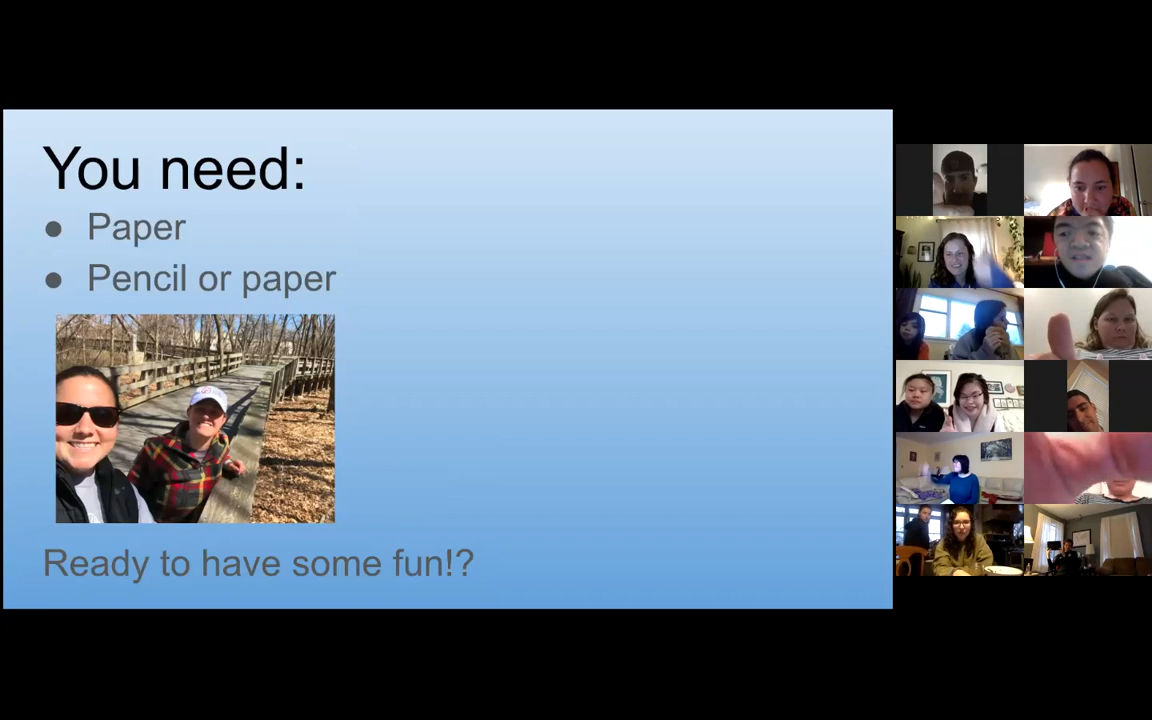 You need:
● Paper
● Pencil or paper
Ready to have some fun!?